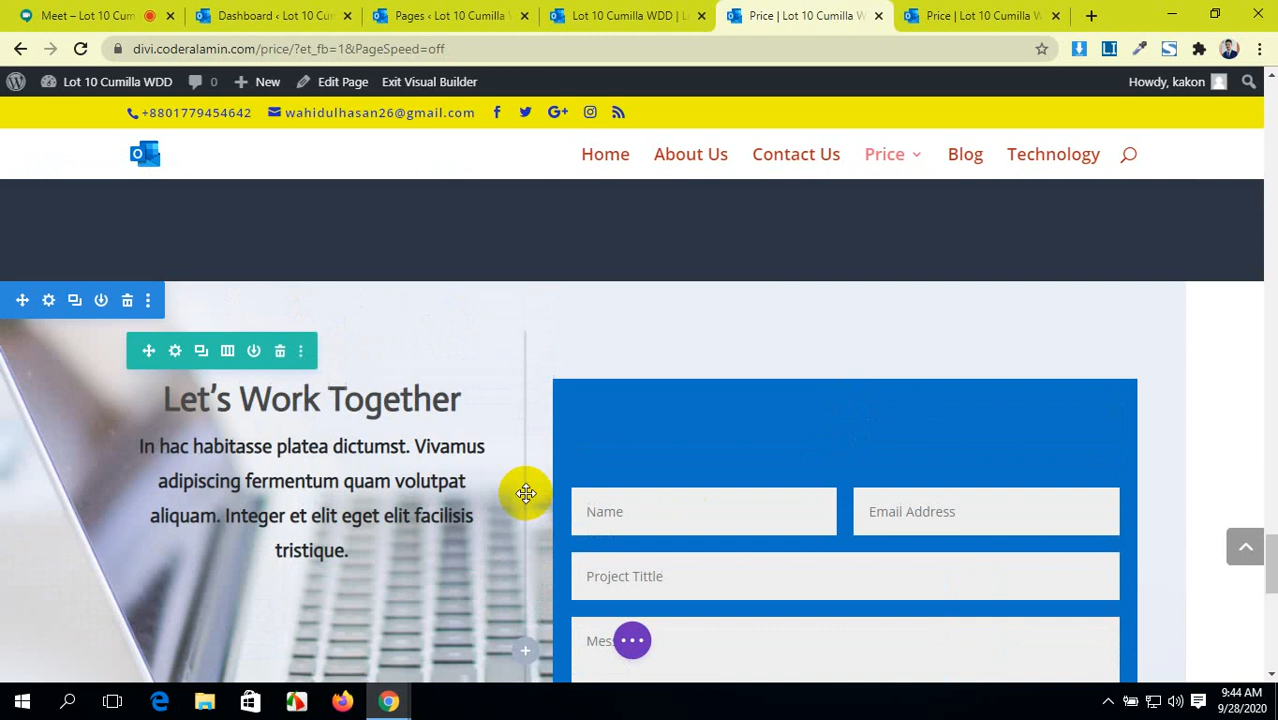 Meet – Lot 10 Cum
Dashboard ‹ Lot 10 Cu
Pages ‹ Lot 10 Cumilla W
Lot 10 Cumilla WDD | L
Price | Lot 10 Cumilla W
Price | Lot 10 Cumilla W
divi.coderalamin.com/price/?et_fb=1&PageSpeed=off
Lot 10 Cumilla WDD
0
New
Edit Page
Exit Visual Builder
Howdy, kakon
+8801779454642
wahidulhasan26@gmail.com
Home
About Us
Contact Us
Price
Blog
Technology
Let's Work Together
In hac habitasse platea dictumst. Vivamus
adipiscing fermentum quam volutpat
aliquam. Integer et elit eget elit facilisis
tristique.
Name
Email Address
Project Tittle
Mes
9:44 AM
9/28/2020